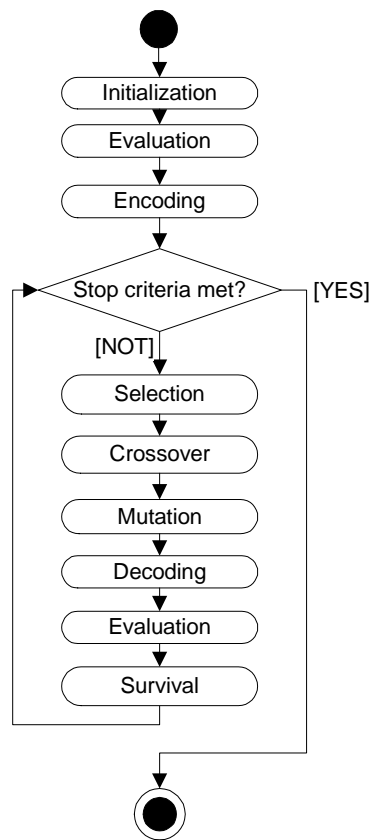 Initialization
Evaluation
Encoding
Stop criteria met?
[YES]
[NOT]
Selection
Crossover
Mutation
Decoding
Evaluation
Survival